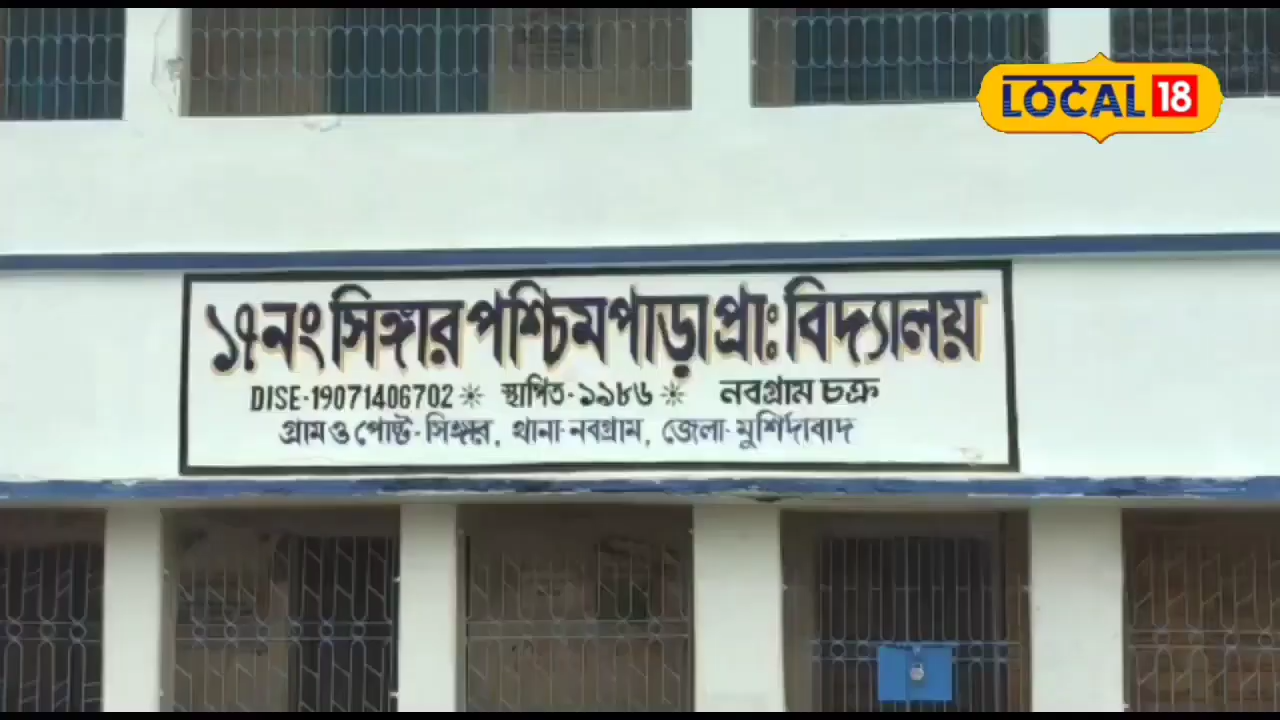 LOCAL 18
১৭নং সিঙ্গার পশ্চিমপাড়া প্রাঃ বিদ্যালয়
DISE-19071406702 ✳ স্থাপিত-১৯৮৬ ✳ নবগ্রাম চক্র
গ্রাম ও পোষ্ট-সিঙ্গার, থানা-নবগ্রাম, জেলা-মুর্শিদাবাদ